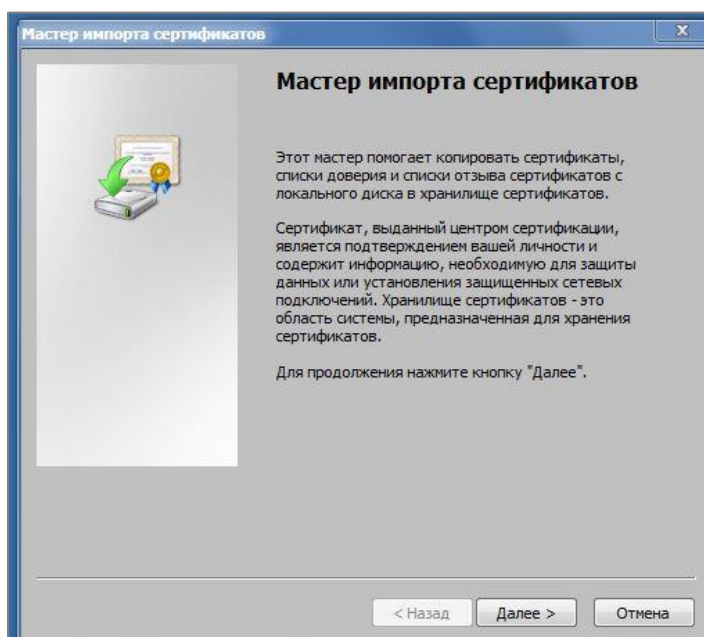 Мастер импорта сертификатов
Мастер импорта сертификатов
Этот мастер помогает копировать сертификаты,
списки доверия и списки отзыва сертификатов с
локального диска в хранилище сертификатов.
Сертификат, выданный центром сертификации,
является подтверждением вашей личности и
содержит информацию, необходимую для защиты
данных или установления защищенных сетевых
подключений. Хранилище сертификатов - это
область системы, предназначенная для хранения
сертификатов.
Для продолжения нажмите кнопку "Далее".
< Назад Далее > Отмена